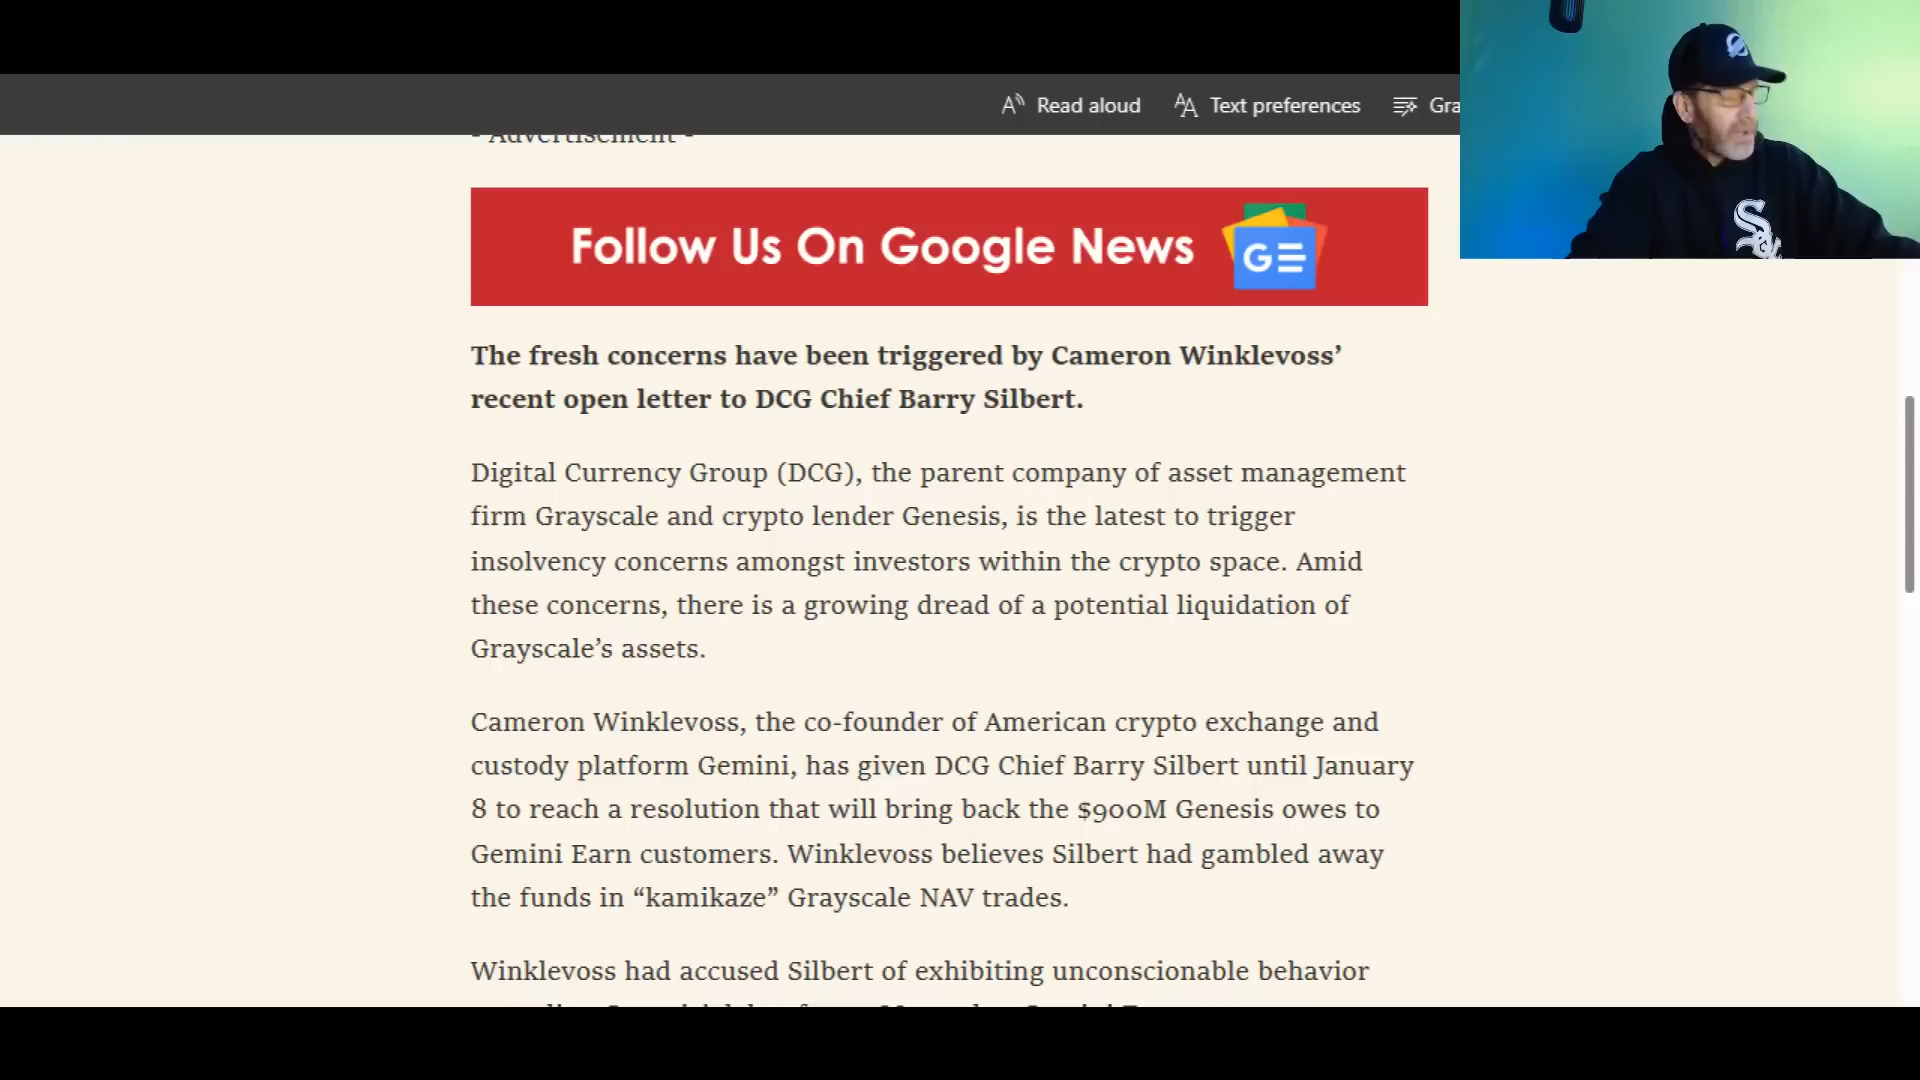 Read aloud
Text preferences
Gra
- Advertisement -
Follow Us On Google News
GE
The fresh concerns have been triggered by Cameron Winklevoss’
recent open letter to DCG Chief Barry Silbert.
Digital Currency Group (DCG), the parent company of asset management
firm Grayscale and crypto lender Genesis, is the latest to trigger
insolvency concerns amongst investors within the crypto space. Amid
these concerns, there is a growing dread of a potential liquidation of
Grayscale’s assets.
Cameron Winklevoss, the co-founder of American crypto exchange and
custody platform Gemini, has given DCG Chief Barry Silbert until January
8 to reach a resolution that will bring back the $900M Genesis owes to
Gemini Earn customers. Winklevoss believes Silbert had gambled away
the funds in “kamikaze” Grayscale NAV trades.
Winklevoss had accused Silbert of exhibiting unconscionable behavior